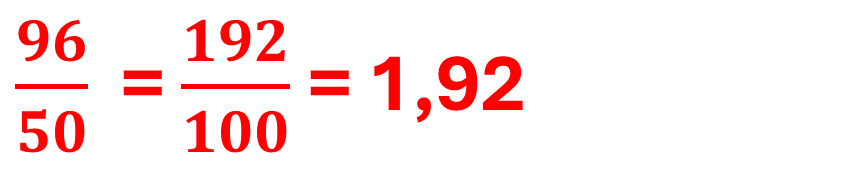 96/50 = 192/100 = 1,92